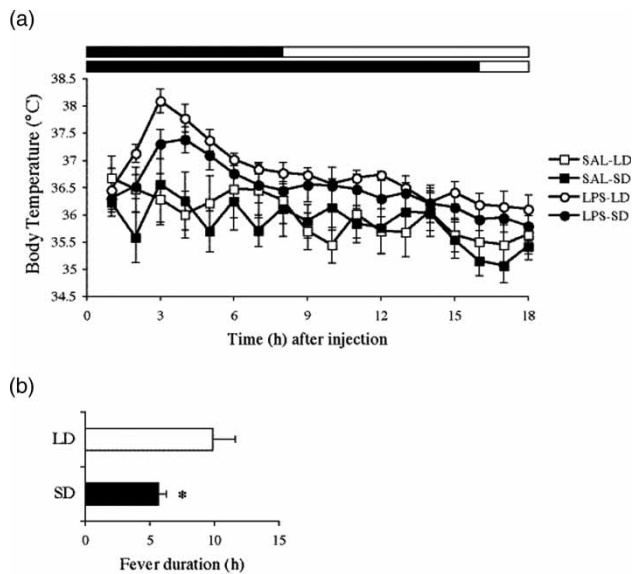 (a)
38.5
38
37.5
37
36.5
36
35.5
35
34.5
Body Temperature (°C)
0 3 6 9 12 15 18
Time (h) after injection
SAL-LD
SAL-SD
LPS-LD
LPS-SD
(b)
LD
SD
*
0 5 10 15
Fever duration (h)